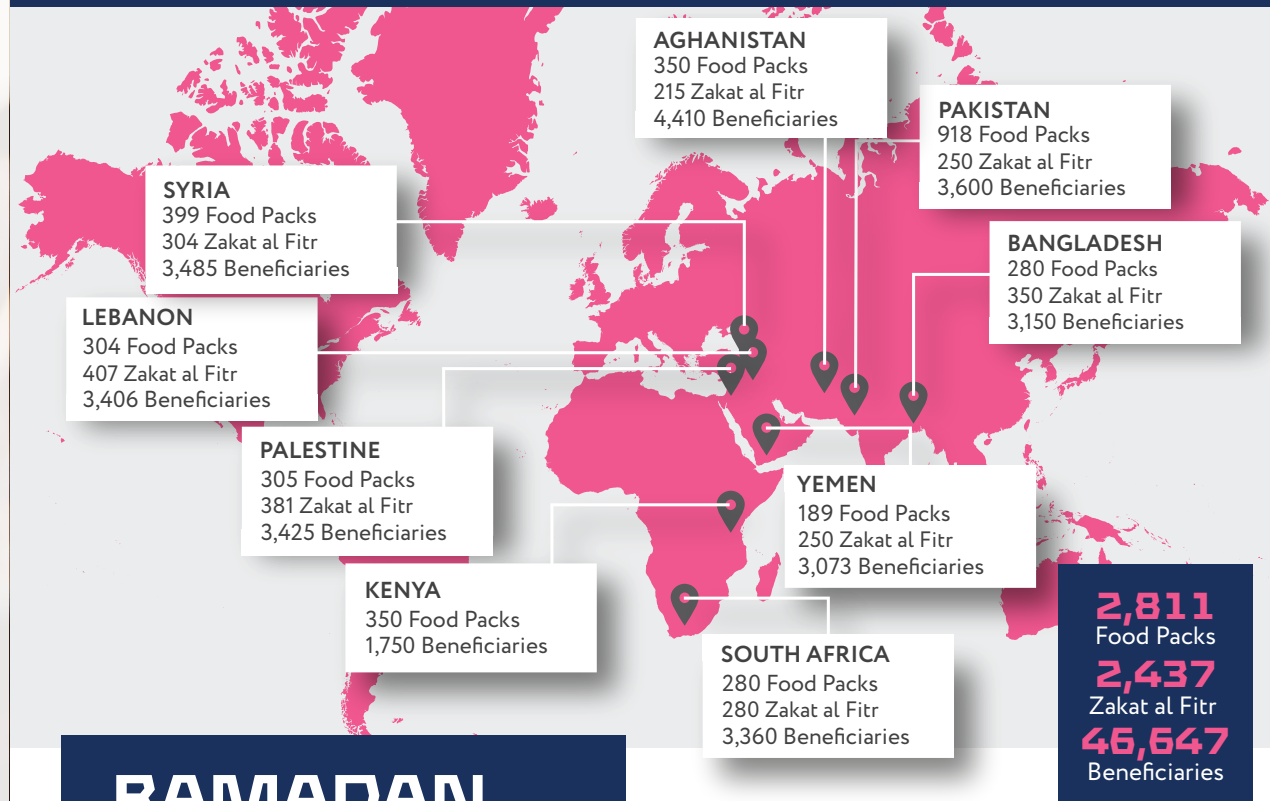 AGHANISTAN
350 Food Packs
215 Zakat al Fitr
4,410 Beneficiaries
PAKISTAN
918 Food Packs
250 Zakat al Fitr
3,600 Beneficiaries
SYRIA
399 Food Packs
304 Zakat al Fitr
3,485 Beneficiaries
BANGLADESH
280 Food Packs
350 Zakat al Fitr
3,150 Beneficiaries
LEBANON
304 Food Packs
407 Zakat al Fitr
3,406 Beneficiaries
PALESTINE
305 Food Packs
381 Zakat al Fitr
3,425 Beneficiaries
YEMEN
189 Food Packs
250 Zakat al Fitr
3,073 Beneficiaries
KENYA
350 Food Packs
1,750 Beneficiaries
SOUTH AFRICA
280 Food Packs
280 Zakat al Fitr
3,360 Beneficiaries
2,811
Food Packs
2,437
Zakat al Fitr
46,647
Beneficiaries
RAMADAN